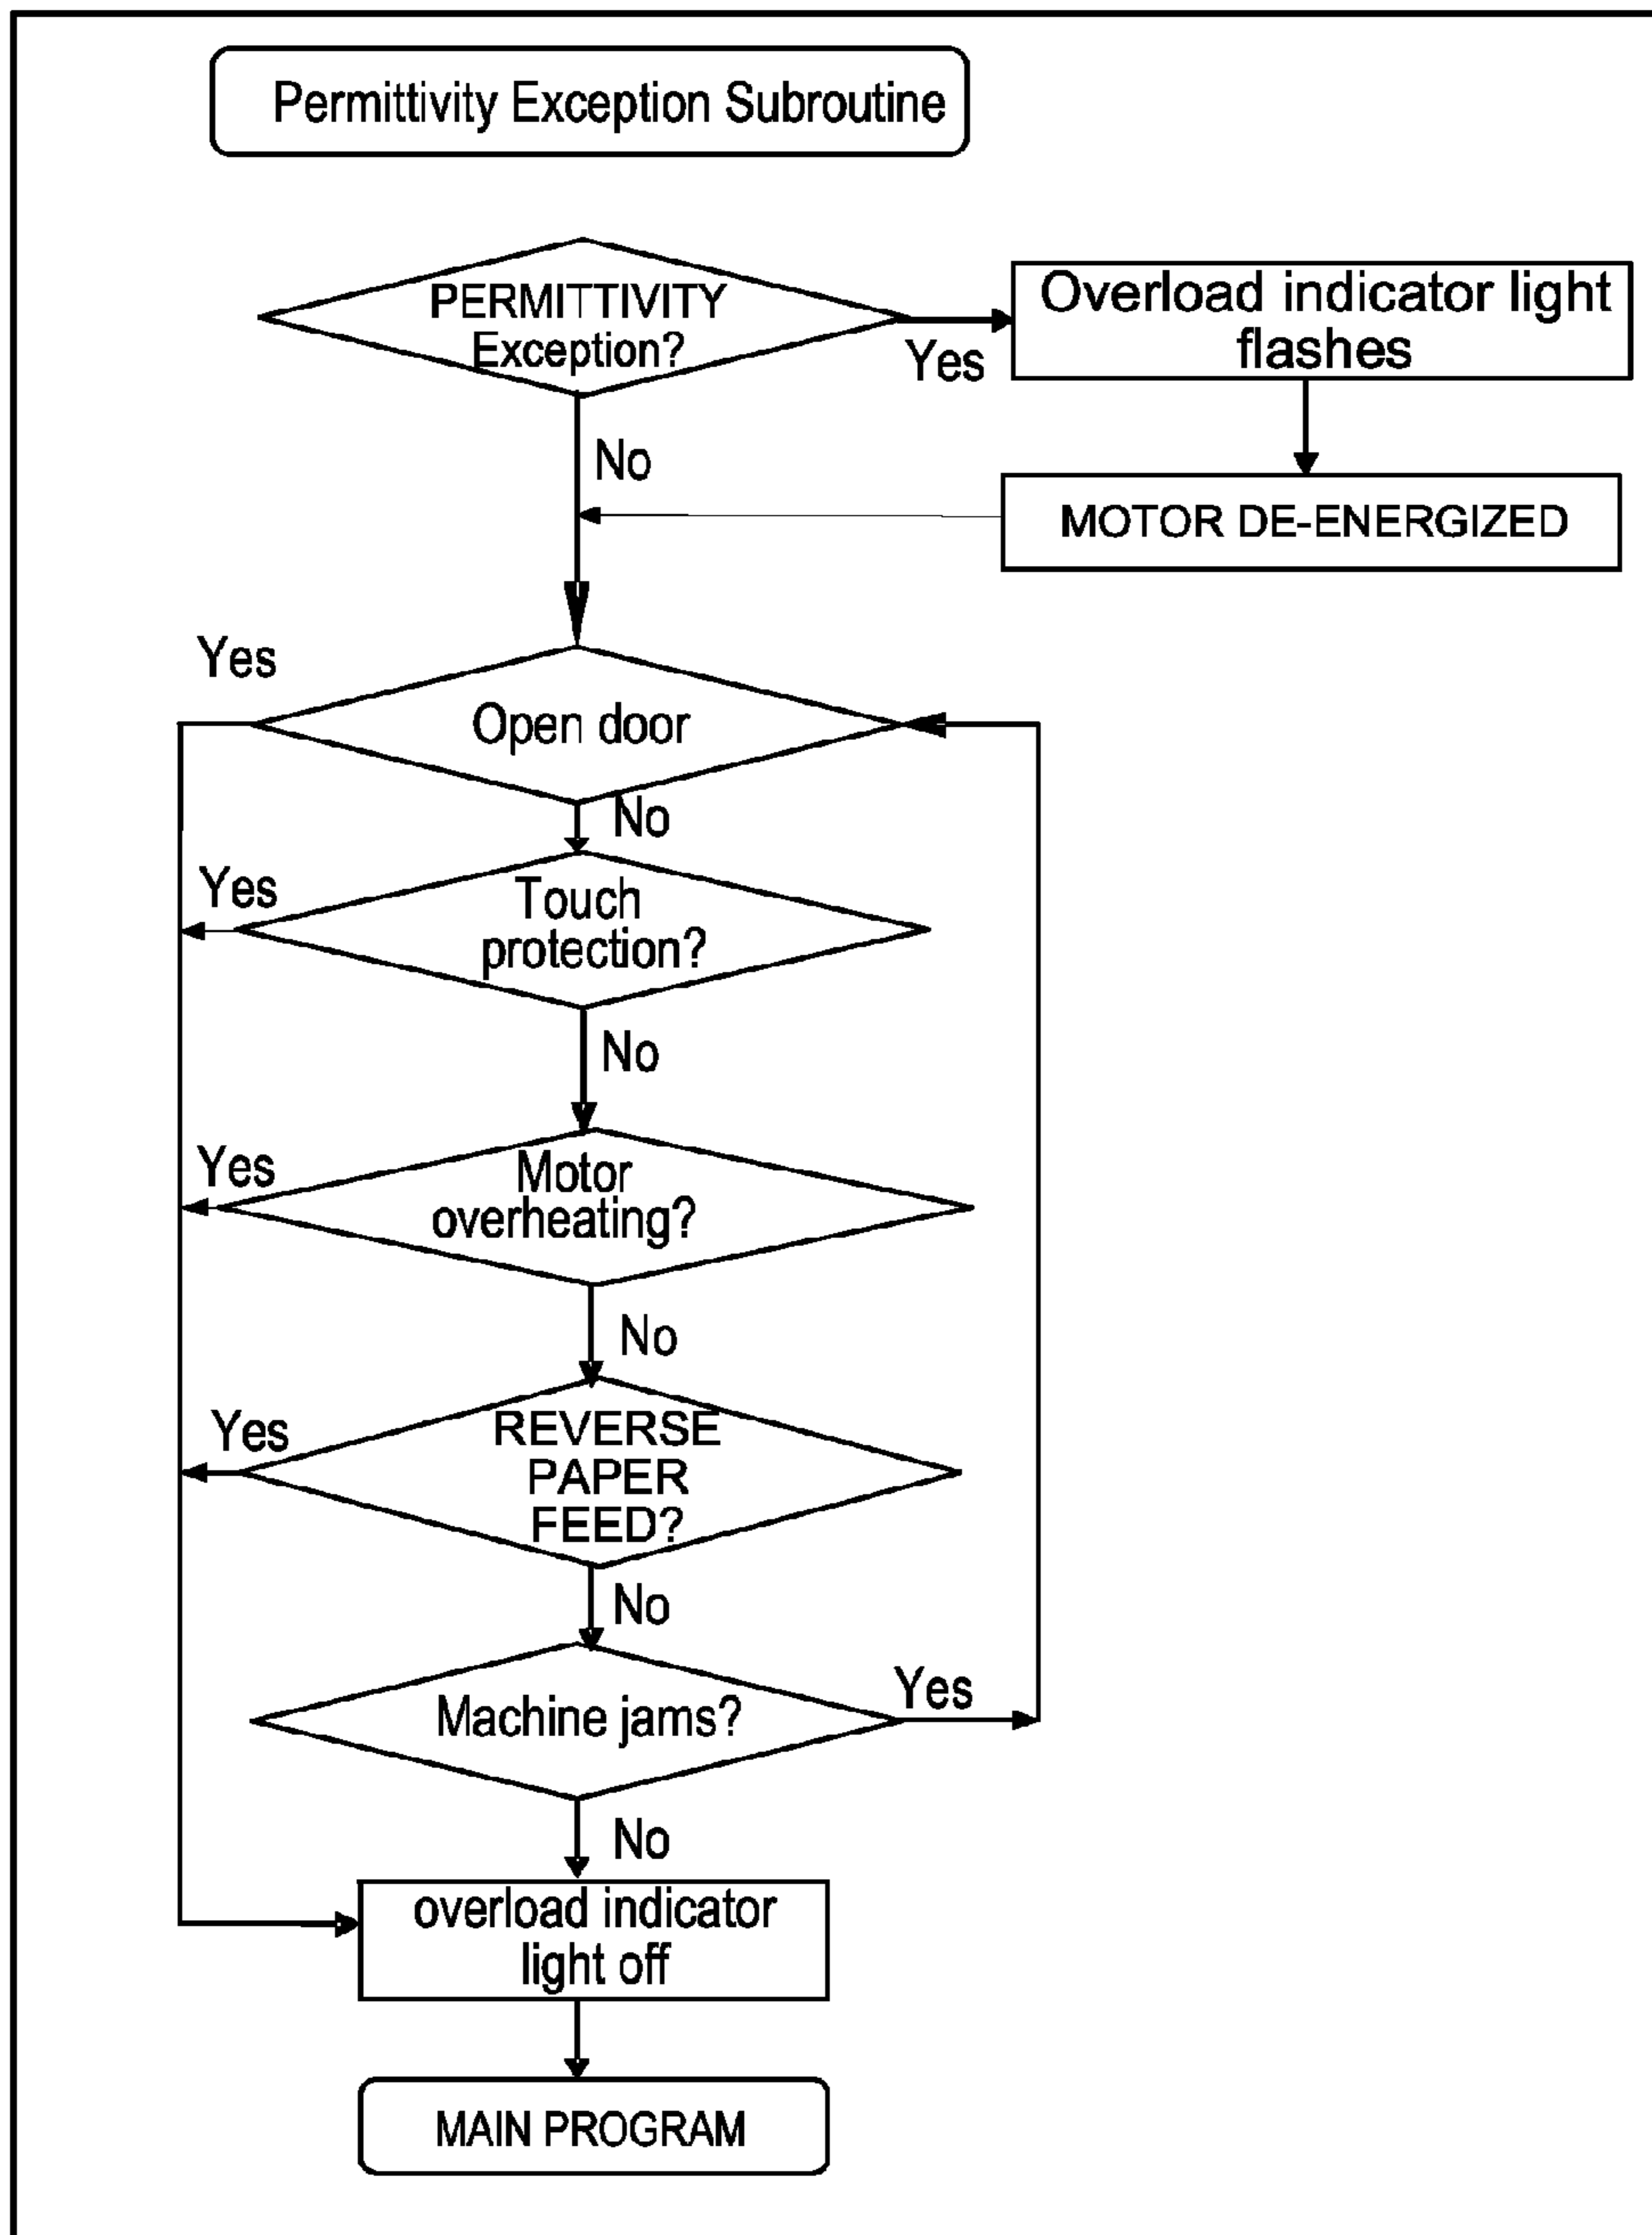 Permittivity Exception Subroutine
PERMITTIVITY
Exception?
Yes
Overload indicator light
flashes
No
MOTOR DE-ENERGIZED
Yes
Open door
No
Yes
Touch
protection?
No
Yes
Motor
overheating?
No
Yes
REVERSE
PAPER
FEED?
No
Machine jams?
Yes
No
overload indicator
light off
MAIN PROGRAM